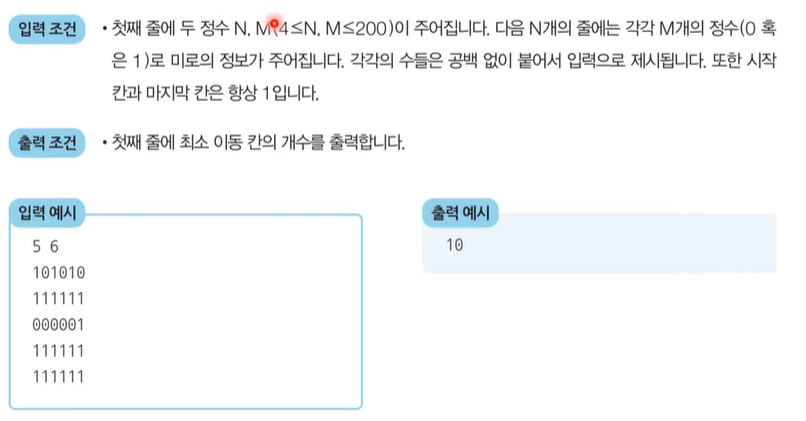 입력 조건 • 첫째 줄에 두 정수 N, M(4≤N, M≤200)이 주어집니다. 다음 N개의 줄에는 각각 M개의 정수(0 혹
은 1)로 미로의 정보가 주어집니다. 각각의 수들은 공백 없이 붙어서 입력으로 제시됩니다. 또한 시작
칸과 마지막 칸은 항상 1입니다.
출력 조건 • 첫째 줄에 최소 이동 칸의 개수를 출력합니다.
입력 예시
5 6
101010
111111
000001
111111
111111
출력 예시
10